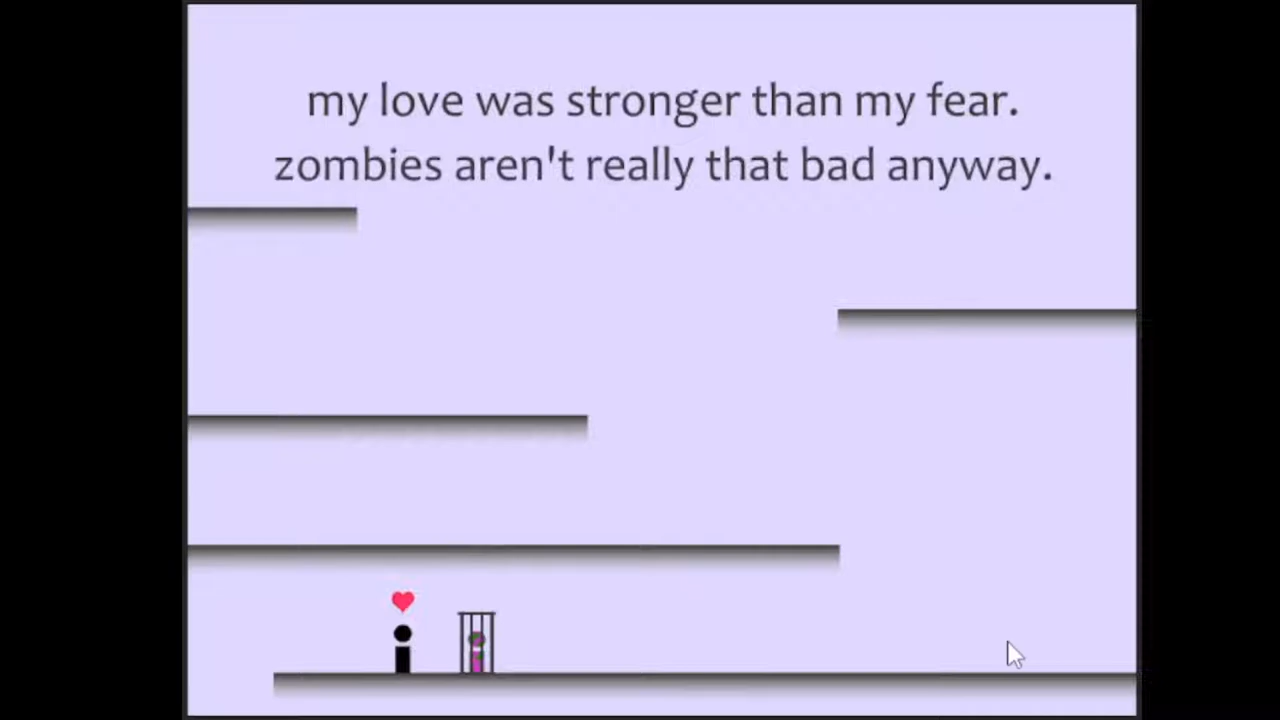 my love was stronger than my fear.
zombies aren't really that bad anyway.